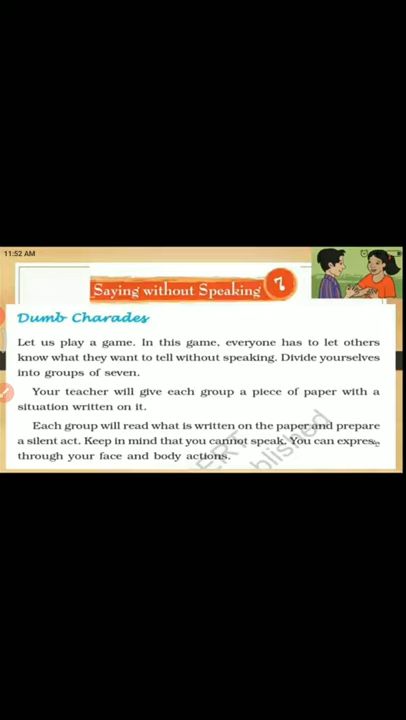 11:52 AM
Saying without Speaking
7
Dumb Charades
Let us play a game. In this game, everyone has to let others
know what they want to tell without speaking. Divide yourselves
into groups of seven.
Your teacher will give each group a piece of paper with a
situation written on it.
Each group will read what is written on the paper and prepare
a silent act. Keep in mind that you cannot speak. You can express
through your face and body actions.